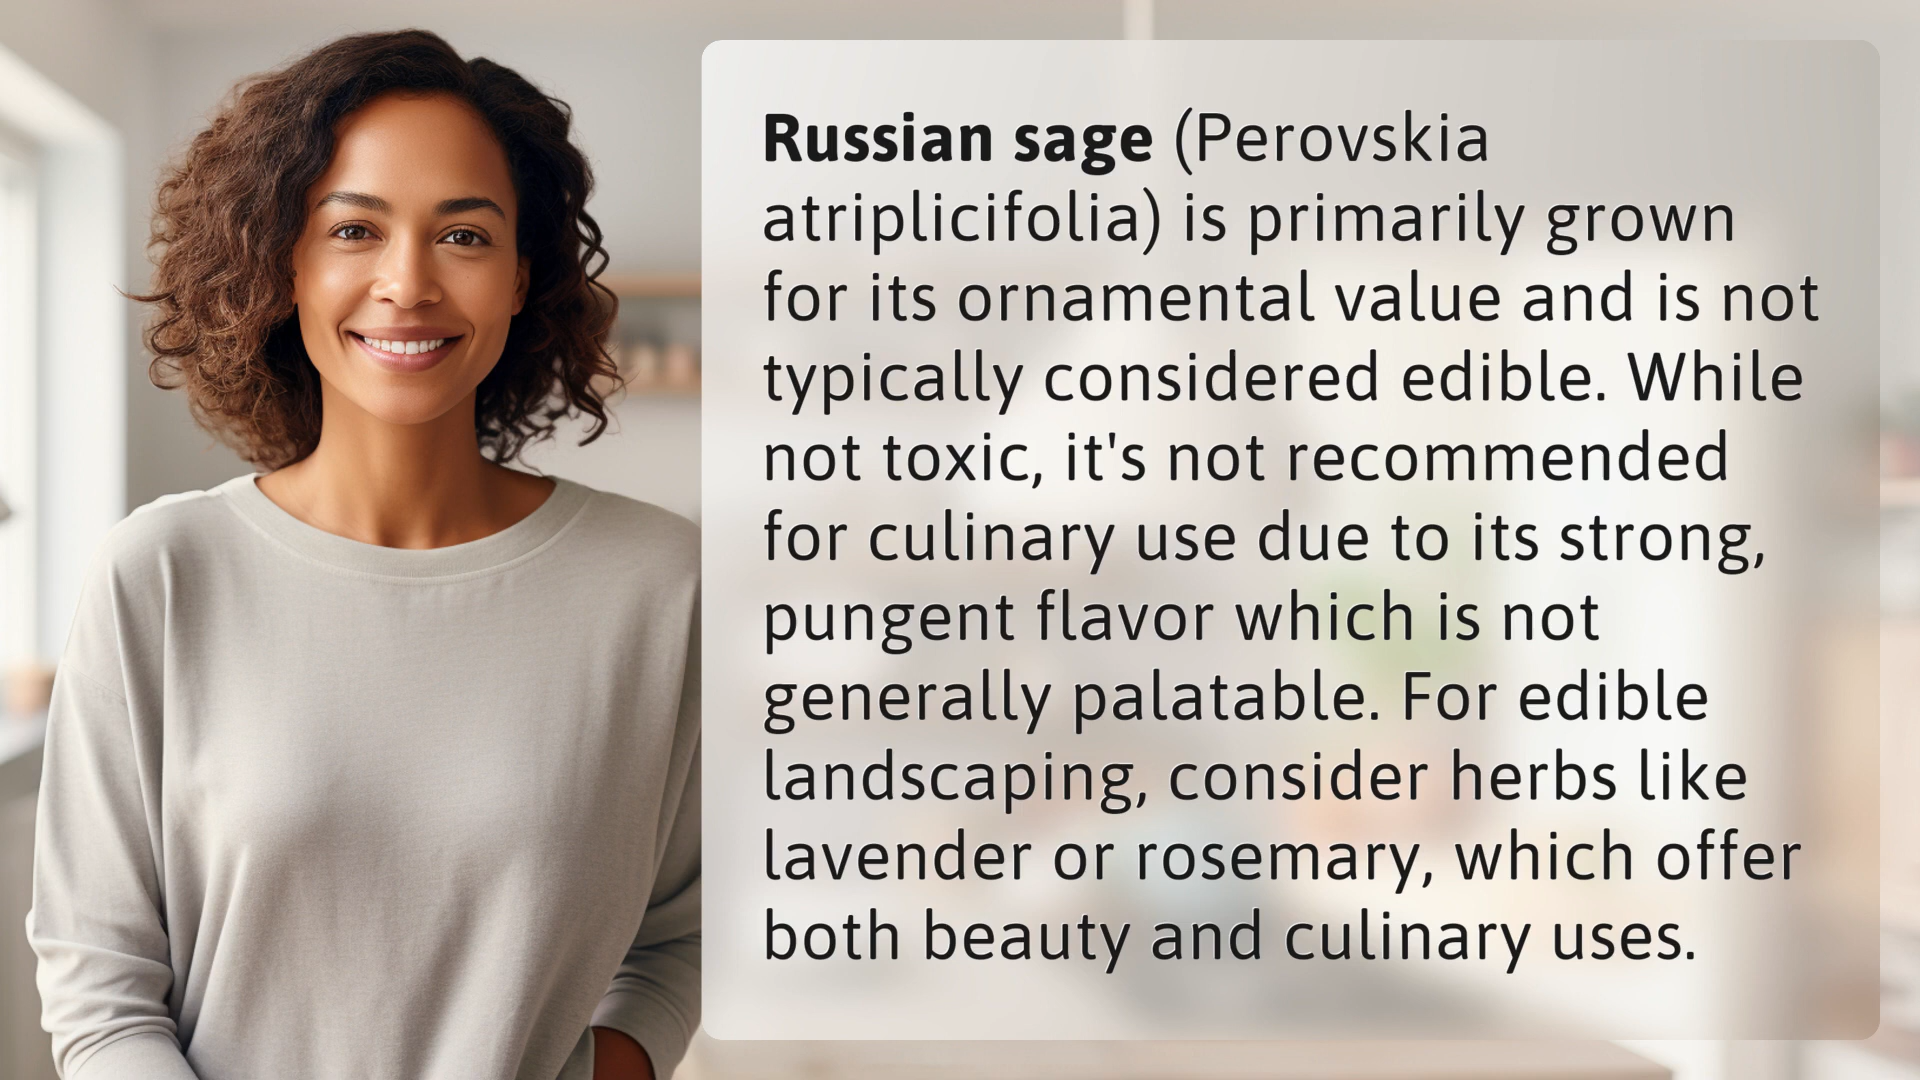 Russian sage (Perovskia
atriplicifolia) is primarily grown
for its ornamental value and is not
typically considered edible. While
not toxic, it's not recommended
for culinary use due to its strong,
pungent flavor which is not
generally palatable. For edible
landscaping, consider herbs like
lavender or rosemary, which offer
both beauty and culinary uses.